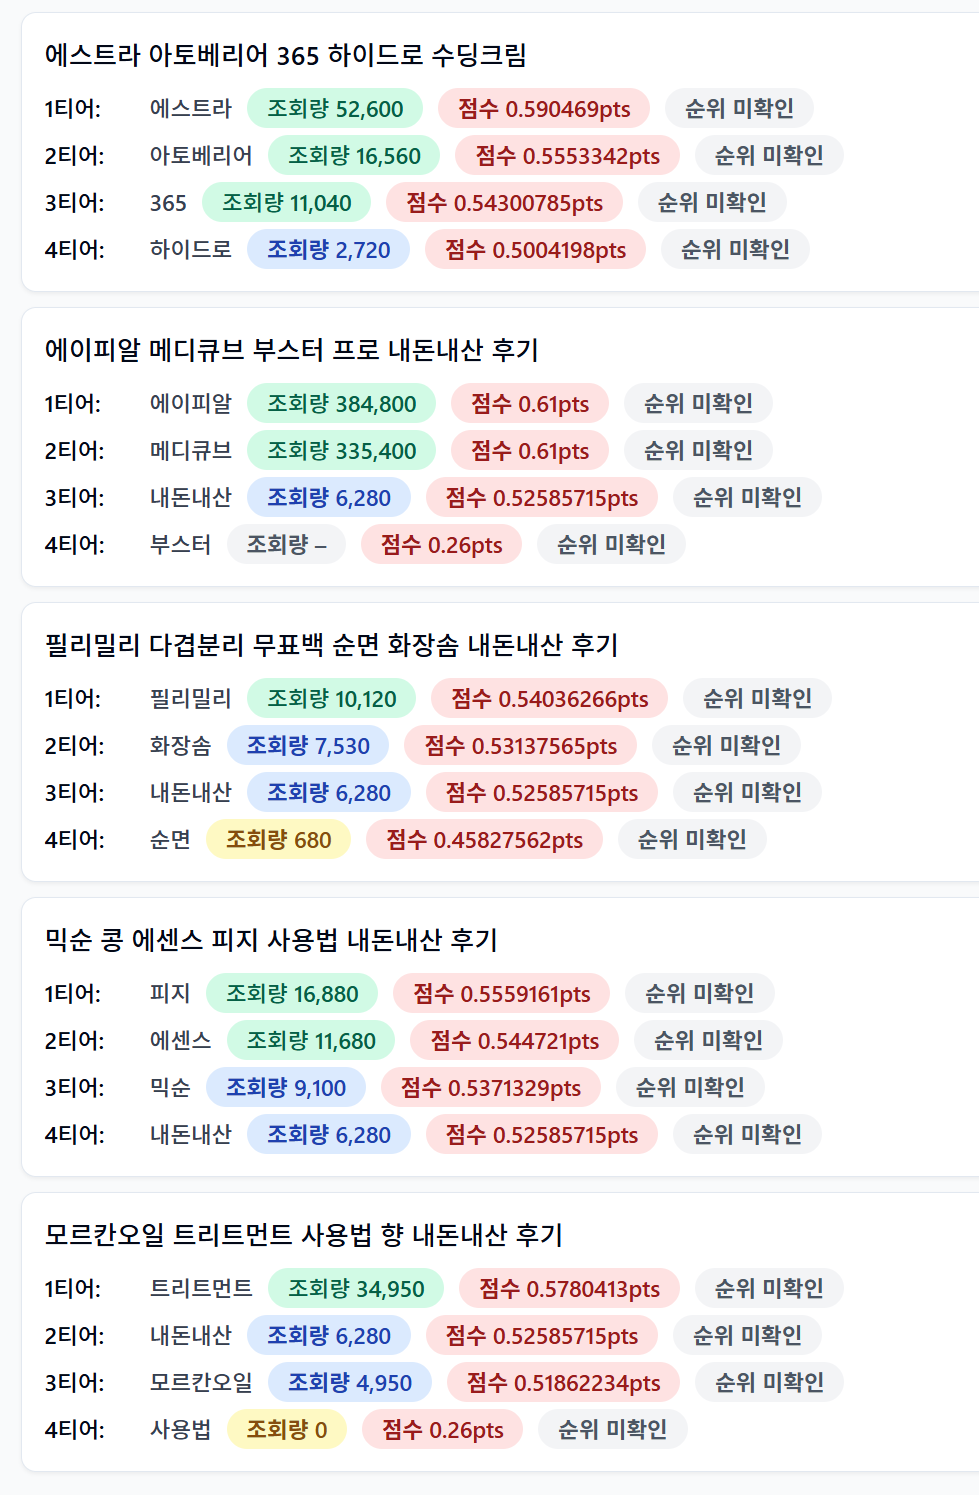 에스트라 아토베리어 365 하이드로 수딩크림
1티어: 에스트라 조회량 52,600 점수 0.590469pts 순위 미확인
2티어: 아토베리어 조회량 16,560 점수 0.5553342pts 순위 미확인
3티어: 365 조회량 11,040 점수 0.54300785pts 순위 미확인
4티어: 하이드로 조회량 2,720 점수 0.5004198pts 순위 미확인
에이피알 메디큐브 부스터 프로 내돈내산 후기
1티어: 에이피알 조회량 384,800 점수 0.61pts 순위 미확인
2티어: 메디큐브 조회량 335,400 점수 0.61pts 순위 미확인
3티어: 내돈내산 조회량 6,280 점수 0.52585715pts 순위 미확인
4티어: 부스터 조회량 – 점수 0.26pts 순위 미확인
필리밀리 다겹분리 무표백 순면 화장솜 내돈내산 후기
1티어: 필리밀리 조회량 10,120 점수 0.54036266pts 순위 미확인
2티어: 화장솜 조회량 7,530 점수 0.53137565pts 순위 미확인
3티어: 내돈내산 조회량 6,280 점수 0.52585715pts 순위 미확인
4티어: 순면 조회량 680 점수 0.45827562pts 순위 미확인
믹순 콩 에센스 피지 사용법 내돈내산 후기
1티어: 피지 조회량 16,880 점수 0.5559161pts 순위 미확인
2티어: 에센스 조회량 11,680 점수 0.544721pts 순위 미확인
3티어: 믹순 조회량 9,100 점수 0.5371329pts 순위 미확인
4티어: 내돈내산 조회량 6,280 점수 0.52585715pts 순위 미확인
모르칸오일 트리트먼트 사용법 향 내돈내산 후기
1티어: 트리트먼트 조회량 34,950 점수 0.5780413pts 순위 미확인
2티어: 내돈내산 조회량 6,280 점수 0.52585715pts 순위 미확인
3티어: 모르칸오일 조회량 4,950 점수 0.51862234pts 순위 미확인
4티어: 사용법 조회량 0 점수 0.26pts 순위 미확인